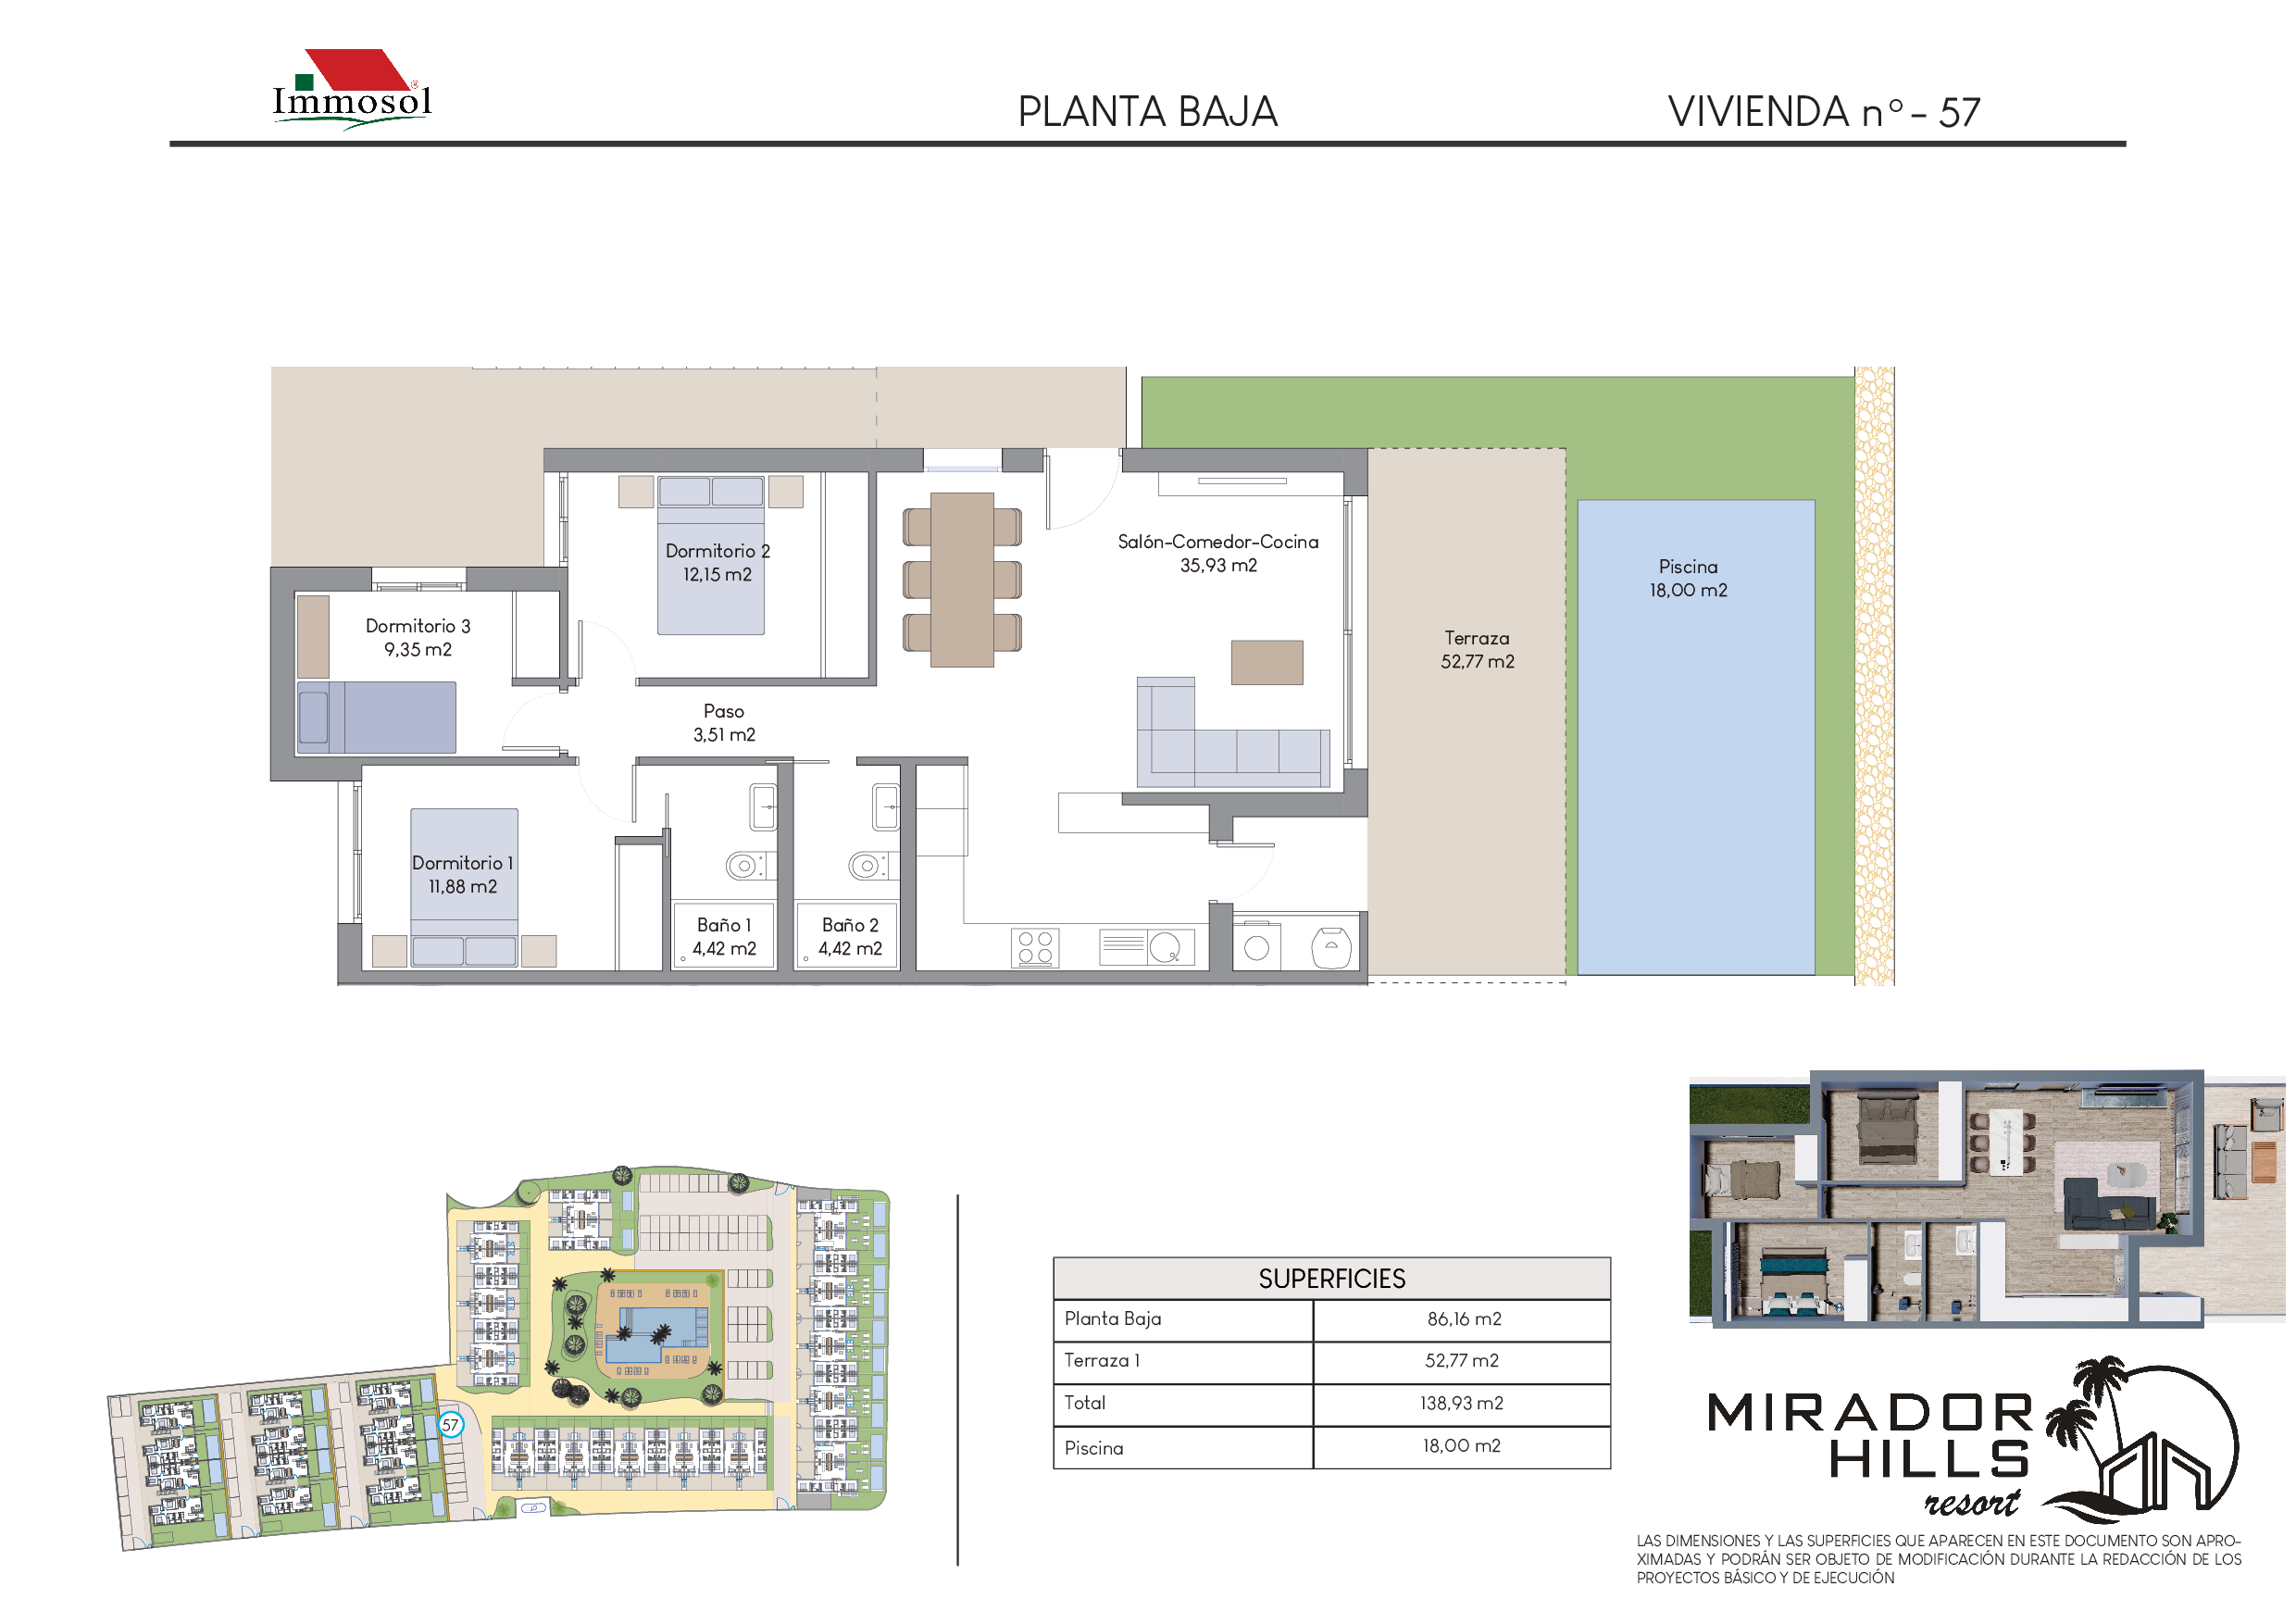 Immosol
PLANTA BAJA
VIVIENDA nº - 57
Dormitorio 2
12,15 m2
Salón-Comedor-Cocina
35,93 m2
Piscina
18,00 m2
Dormitorio 3
9,35 m2
Terraza
52,77 m2
Paso
3,51 m2
Dormitorio 1
11,88 m2
Baño 1
4,42 m2
Baño 2
4,42 m2
57
SUPERFICIES
Planta Baja 86,16 m2
Terraza 1 52,77 m2
Total 138,93 m2
Piscina 18,00 m2
MIRADOR
HILLS
resort
LAS DIMENSIONES Y LAS SUPERFICIES QUE APARECEN EN ESTE DOCUMENTO SON APRO-
XIMADAS Y PODRÁN SER OBJETO DE MODIFICACIÓN DURANTE LA REDACCIÓN DE LOS
PROYECTOS BÁSICO Y DE EJECUCIÓN